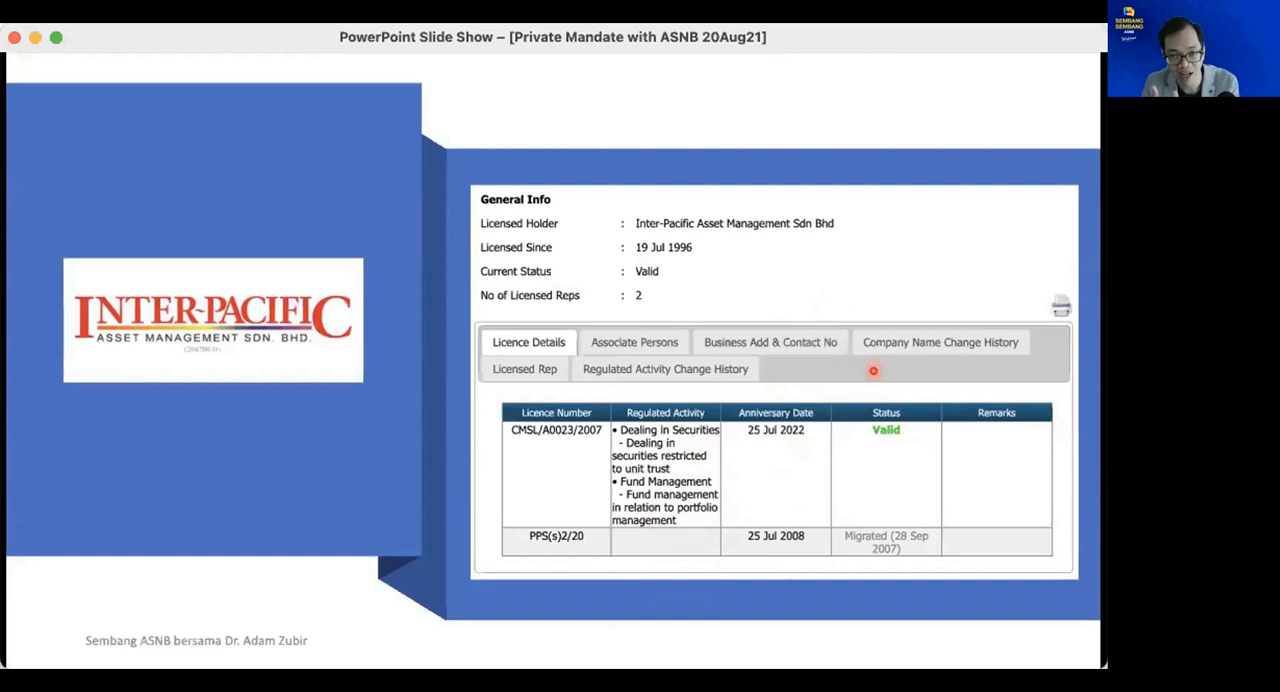 PowerPoint Slide Show – [Private Mandate with ASNB 20Aug21]
SEMBANG
SEMBANG
ASNB
INTER-PACIFIC
ASSET MANAGEMENT SDN. BHD.
General Info
Licensed Holder : Inter-Pacific Asset Management Sdn Bhd
Licensed Since : 19 Jul 1996
Current Status : Valid
No of Licensed Reps : 2
Licence Details Associate Persons Business Add & Contact No Company Name Change History
Licensed Rep Regulated Activity Change History
Licence Number Regulated Activity Anniversary Date Status Remarks
CMSL/A0023/2007 • Dealing in Securities 25 Jul 2022 Valid
- Dealing in
securities restricted
to unit trust
• Fund Management
- Fund management
in relation to portfolio
management
PPS(s)2/20 25 Jul 2008 Migrated (28 Sep
2007)
Sembang ASNB bersama Dr. Adam Zubir